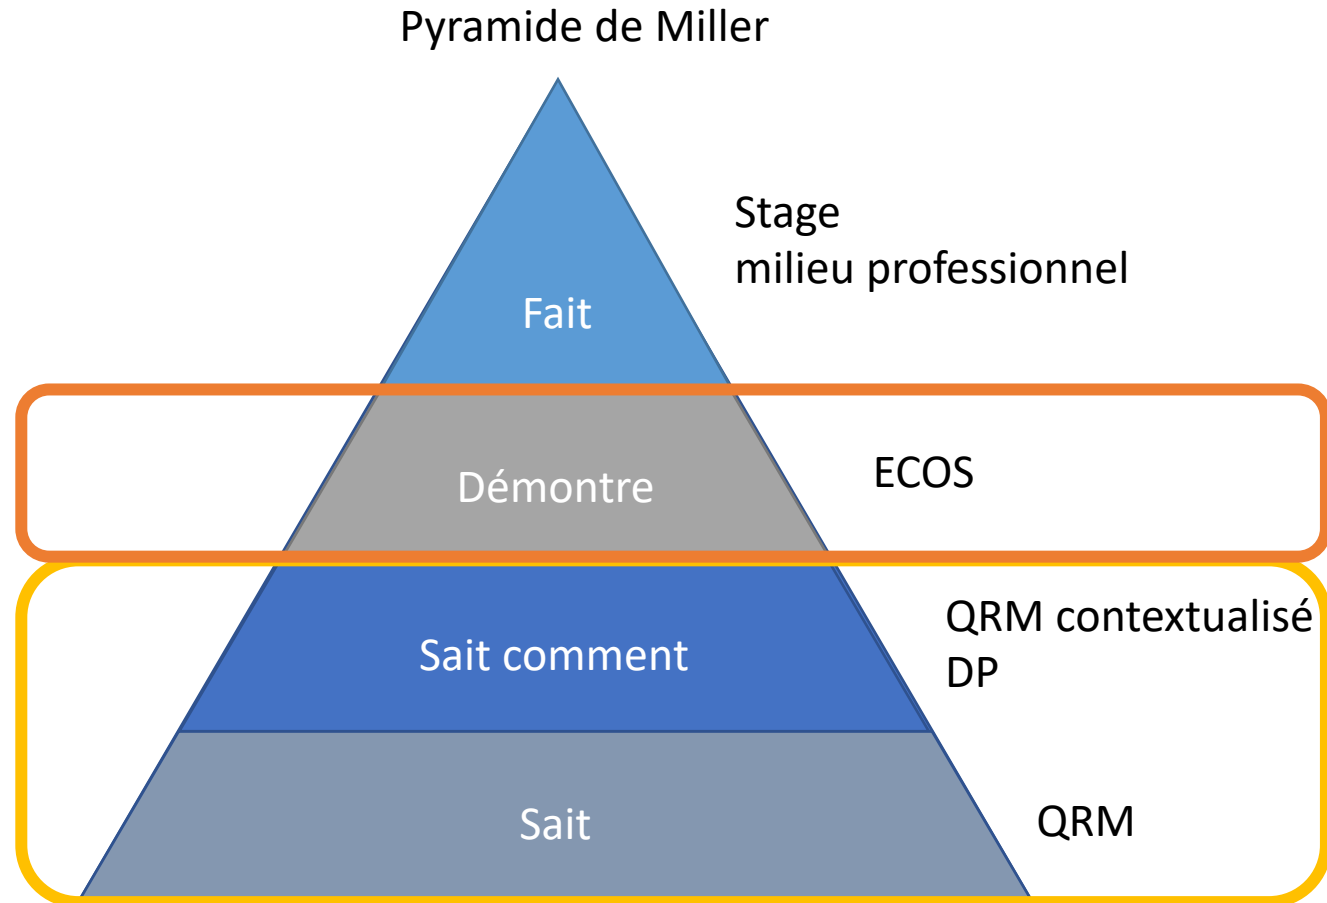 Pyramide de Miller
Stage
milieu professionnel
Fait
ECOS
Démontre
QRM contextualisé
DP
Sait comment
QRM
Sait